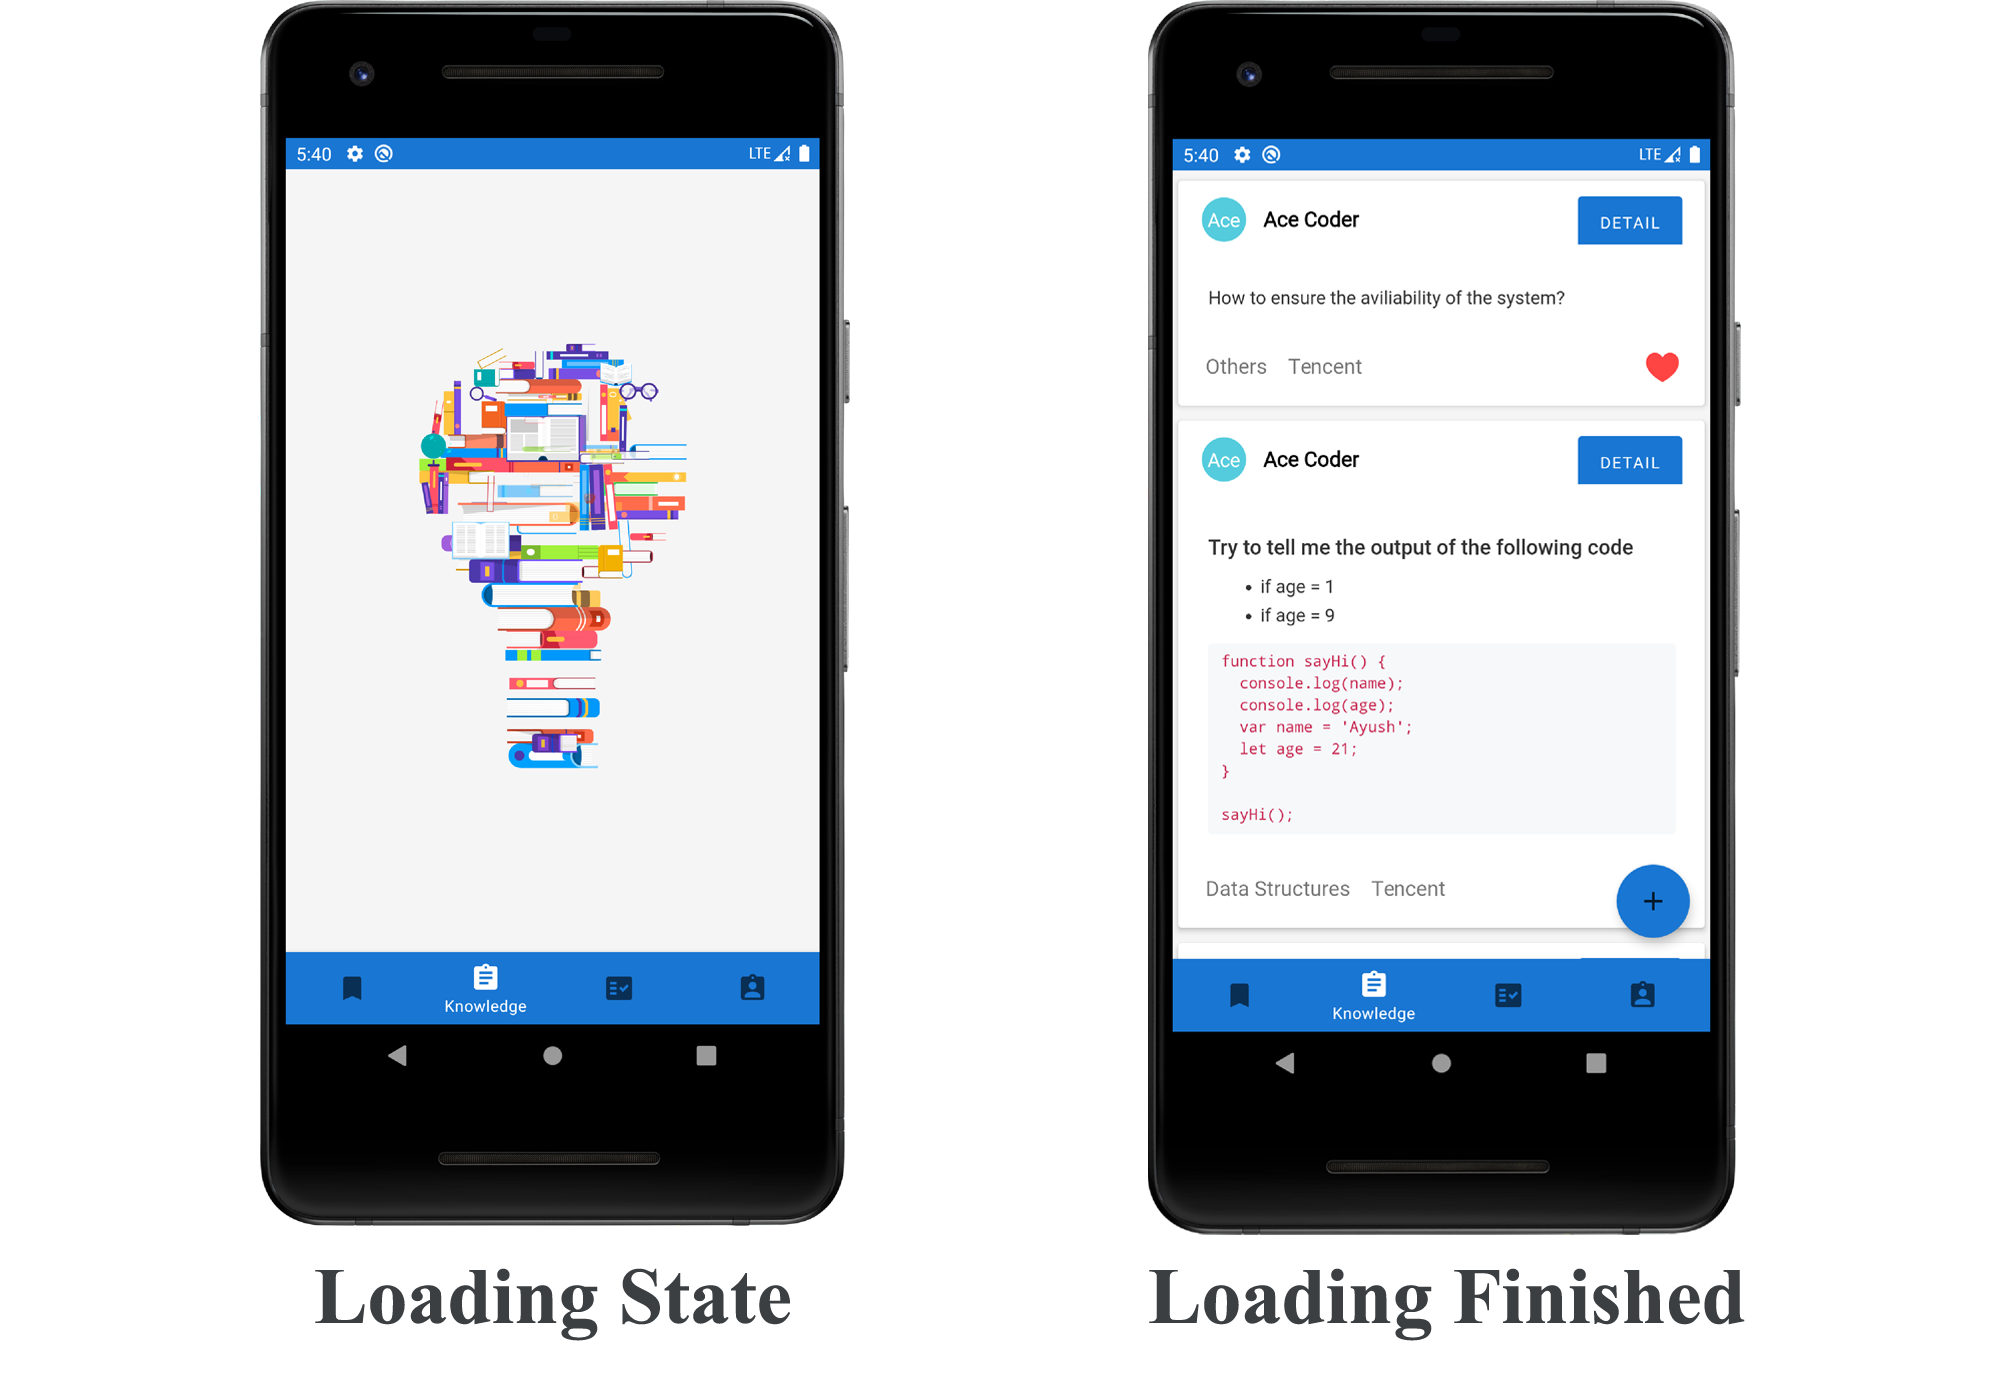 5:40 LTE
Knowledge
Loading State
5:40 LTE
Ace Ace Coder DETAIL
How to ensure the aviliability of the system?
Others Tencent
Ace Ace Coder DETAIL
Try to tell me the output of the following code
• if age = 1
• if age = 9
function sayHi() {
  console.log(name);
  console.log(age);
  var name = 'Ayush';
  let age = 21;
}
sayHi();
Data Structures Tencent
+
Knowledge
Loading Finished